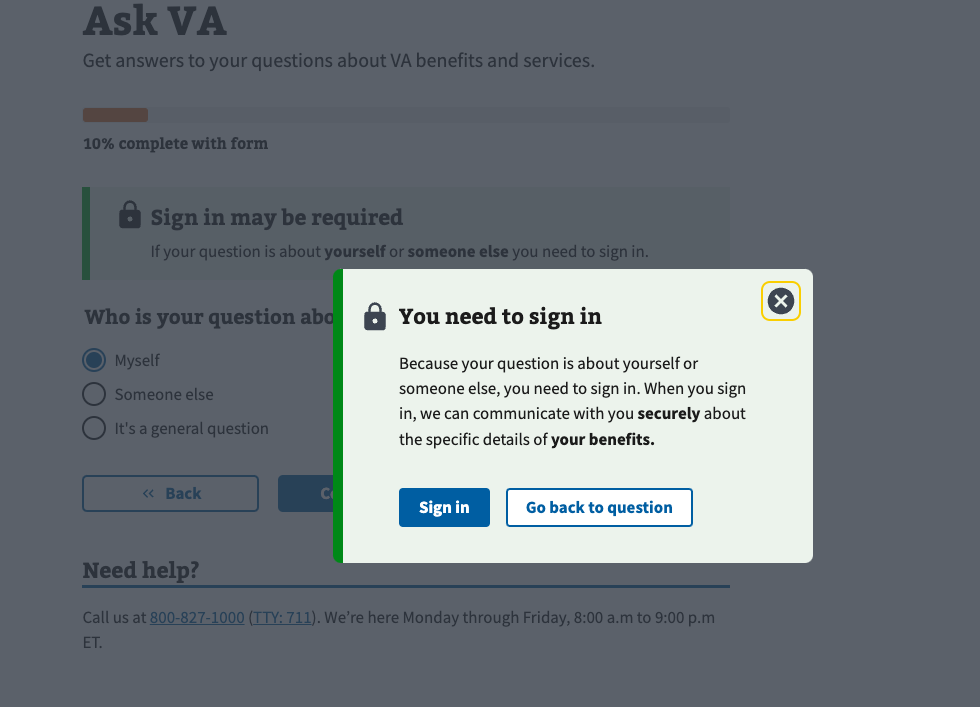 Ask VA
Get answers to your questions about VA benefits and services.
10% complete with form
Sign in may be required
If your question is about yourself or someone else you need to sign in.
Who is your question
Myself
Someone else
It's a general question
Back
You need to sign in
Because your question is about yourself or
someone else, you need to sign in. When you sign
in, we can communicate with you securely about
the specific details of your benefits.
Sign in
Go back to question
Need help?
Call us at 800-827-1000 (TTY: 711). We're here Monday through Friday, 8:00 a.m to 9:00 p.m
ET.